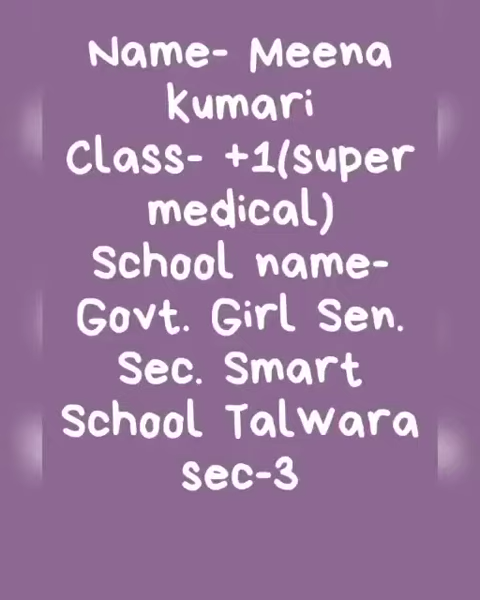 Name- Meena
Kumari
Class- +1(super
medical)
School name-
Govt. Girl Sen.
Sec. Smart
School Talwara
sec-3